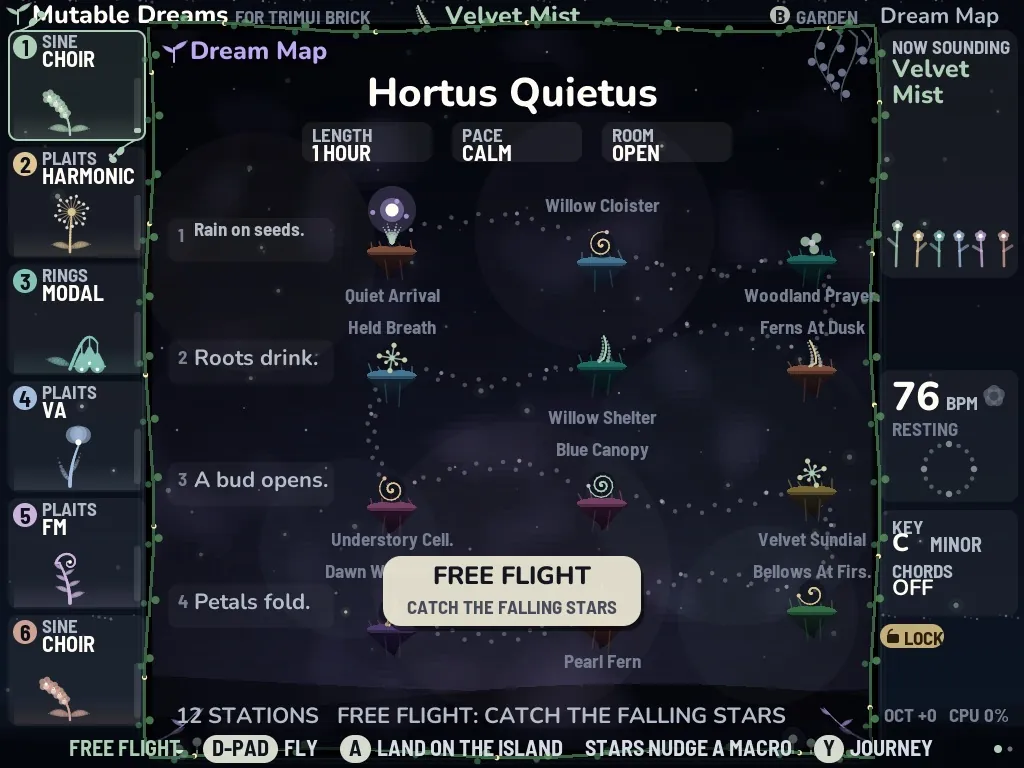 Mutable Dreams FOR TRIMUI BRICK
Velvet Mist
B GARDEN
Dream Map
1 SINE
CHOIR
2 PLAITS
HARMONIC
3 RINGS
MODAL
4 PLAITS
VA
5 PLAITS
FM
6 SINE
CHOIR
Dream Map
Hortus Quietus
LENGTH
1 HOUR
PACE
CALM
ROOM
OPEN
1 Rain on seeds.
Willow Cloister
Quiet Arrival
Woodland Prayer
Held Breath
Ferns At Dusk
2 Roots drink.
Willow Shelter
Blue Canopy
3 A bud opens.
Understory Cell.
Velvet Sundial
Dawn
Bellows At Firs.
FREE FLIGHT
CATCH THE FALLING STARS
4 Petals fold.
Pearl Fern
12 STATIONS FREE FLIGHT: CATCH THE FALLING STARS
NOW SOUNDING
Velvet
Mist
76 BPM
RESTING
KEY
C MINOR
CHORDS
OFF
LOCK
OCT +0 CPU 0%
FREE FLIGHT D-PAD FLY A LAND ON THE ISLAND STARS NUDGE A MACRO Y JOURNEY